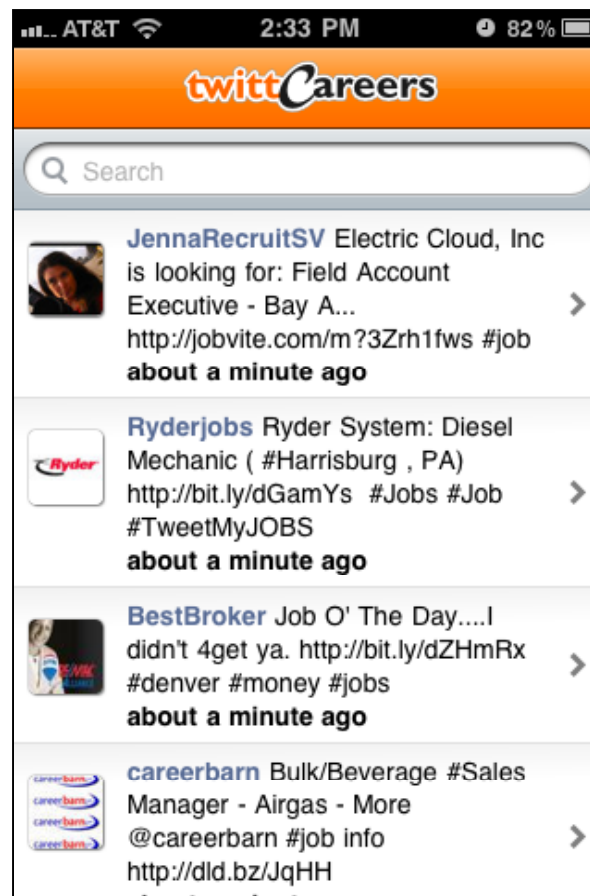 AT&T 2:33 PM 82%
twittCareers
Search
JennaRecruitSV Electric Cloud, Inc
is looking for: Field Account
Executive - Bay A...
http://jobvite.com/m?3Zrh1fws #job
about a minute ago
Ryder
Ryderjobs Ryder System: Diesel
Mechanic ( #Harrisburg , PA)
http://bit.ly/dGamYs #Jobs #Job
#TweetMyJOBS
about a minute ago
BestBroker Job O' The Day....I
didn't 4get ya. http://bit.ly/dZHmRx
#denver #money #jobs
about a minute ago
careerbarn
careerbarn
careerbarn
careerbarn
careerbarn Bulk/Beverage #Sales
Manager - Airgas - More
@careerbarn #job info
http://dld.bz/JqHH